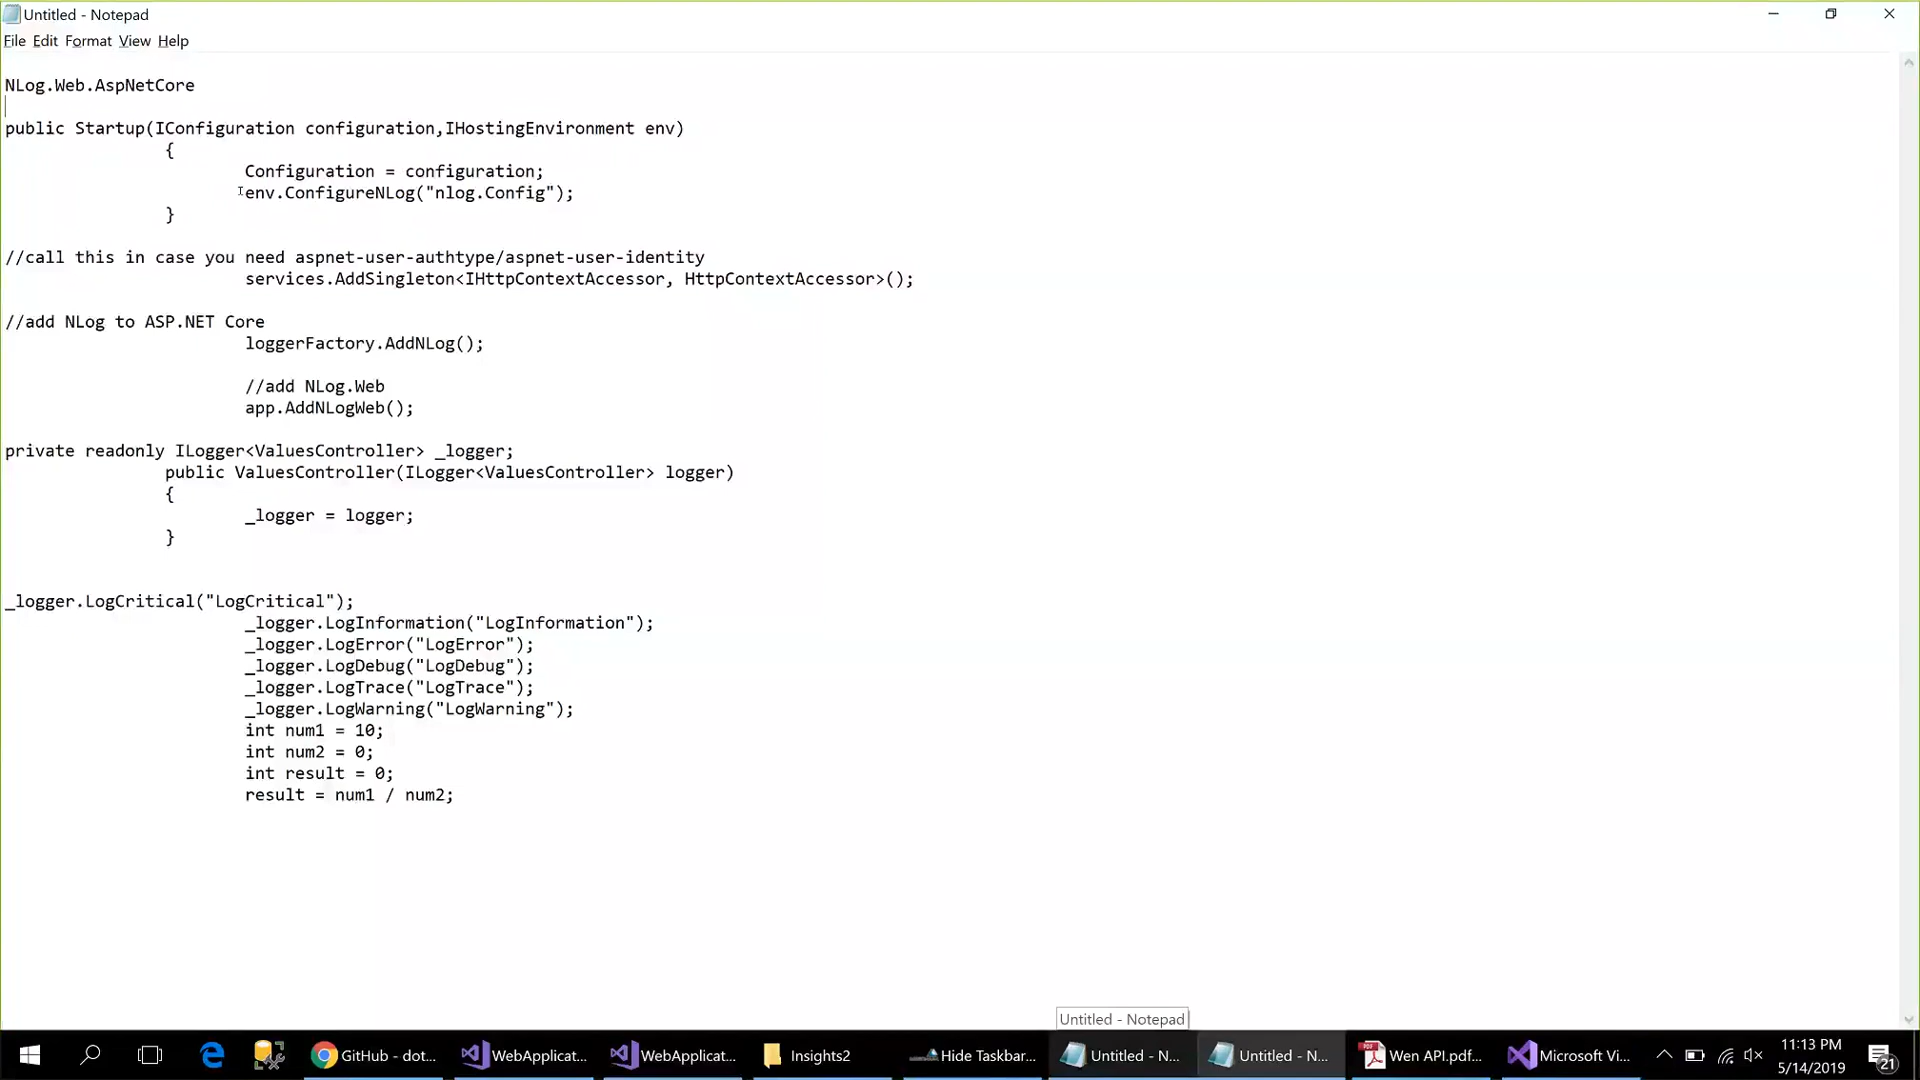 Untitled - Notepad
File Edit Format View Help
NLog.Web.AspNetCore
public Startup(IConfiguration configuration,IHostingEnvironment env)
{
Configuration = configuration;
env.ConfigureNLog("nlog.Config");
}
//call this in case you need aspnet-user-authtype/aspnet-user-identity
services.AddSingleton<IHttpContextAccessor, HttpContextAccessor>();
//add NLog to ASP.NET Core
loggerFactory.AddNLog();
//add NLog.Web
app.AddNLogWeb();
private readonly ILogger<ValuesController> _logger;
public ValuesController(ILogger<ValuesController> logger)
{
_logger = logger;
}
_logger.LogCritical("LogCritical");
_logger.LogInformation("LogInformation");
_logger.LogError("LogError");
_logger.LogDebug("LogDebug");
_logger.LogTrace("LogTrace");
_logger.LogWarning("LogWarning");
int num1 = 10;
int num2 = 0;
int result = 0;
result = num1 / num2;
Untitled - Notepad
GitHub - dot... WebApplicat... WebApplicat... Insights2 Hide Taskbar... Untitled - N... Untitled - N... Wen API.pdf... Microsoft Vi... 11:13 PM
5/14/2019 21